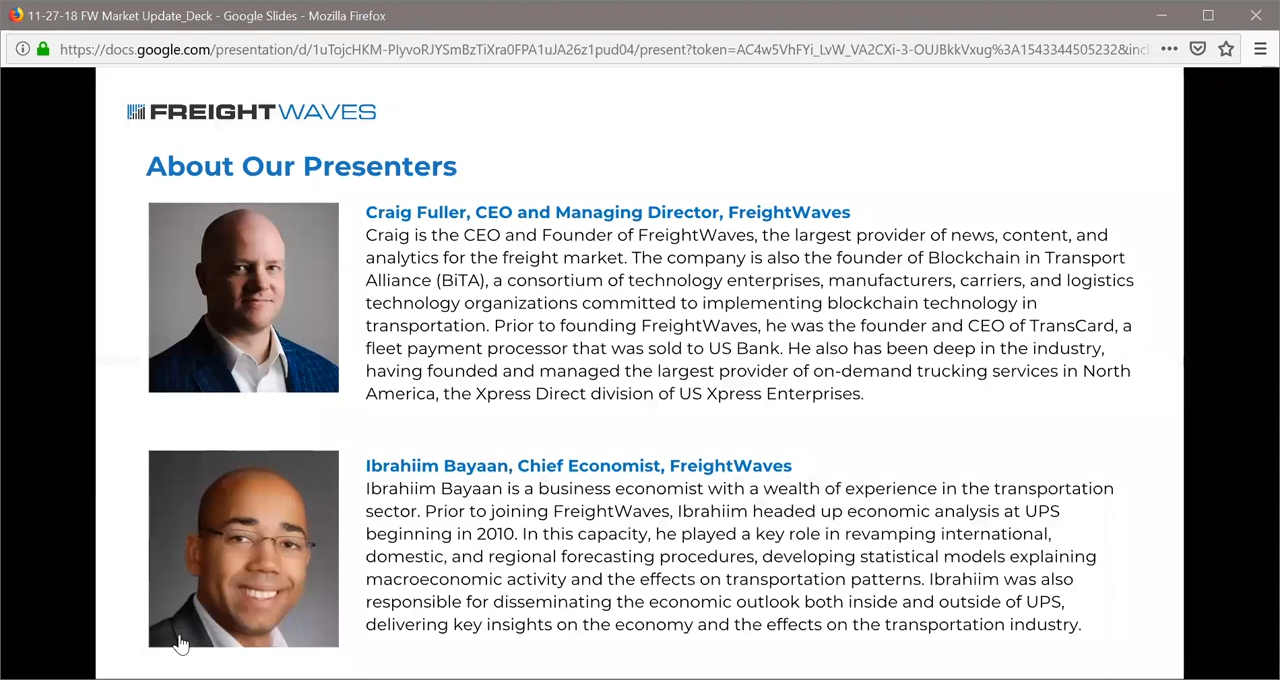 11-27-18 FW Market Update_Deck - Google Slides - Mozilla Firefox
https://docs.google.com/presentation/d/1uTojcHKM-PIyvoRJYSmBzTiXra0FPA1uJA26z1pud04/present?token=AC4w5VhFYi_LvW_VA2CXi-3-OUJBkkVxug%3A1543344505232&incl
FREIGHTWAVES
About Our Presenters
Craig Fuller, CEO and Managing Director, FreightWaves
Craig is the CEO and Founder of FreightWaves, the largest provider of news, content, and
analytics for the freight market. The company is also the founder of Blockchain in Transport
Alliance (BiTA), a consortium of technology enterprises, manufacturers, carriers, and logistics
technology organizations committed to implementing blockchain technology in
transportation. Prior to founding FreightWaves, he was the founder and CEO of TransCard, a
fleet payment processor that was sold to US Bank. He also has been deep in the industry,
having founded and managed the largest provider of on-demand trucking services in North
America, the Xpress Direct division of US Xpress Enterprises.
Ibrahiim Bayaan, Chief Economist, FreightWaves
Ibrahiim Bayaan is a business economist with a wealth of experience in the transportation
sector. Prior to joining FreightWaves, Ibrahiim headed up economic analysis at UPS
beginning in 2010. In this capacity, he played a key role in revamping international,
domestic, and regional forecasting procedures, developing statistical models explaining
macroeconomic activity and the effects on transportation patterns. Ibrahiim was also
responsible for disseminating the economic outlook both inside and outside of UPS,
delivering key insights on the economy and the effects on the transportation industry.